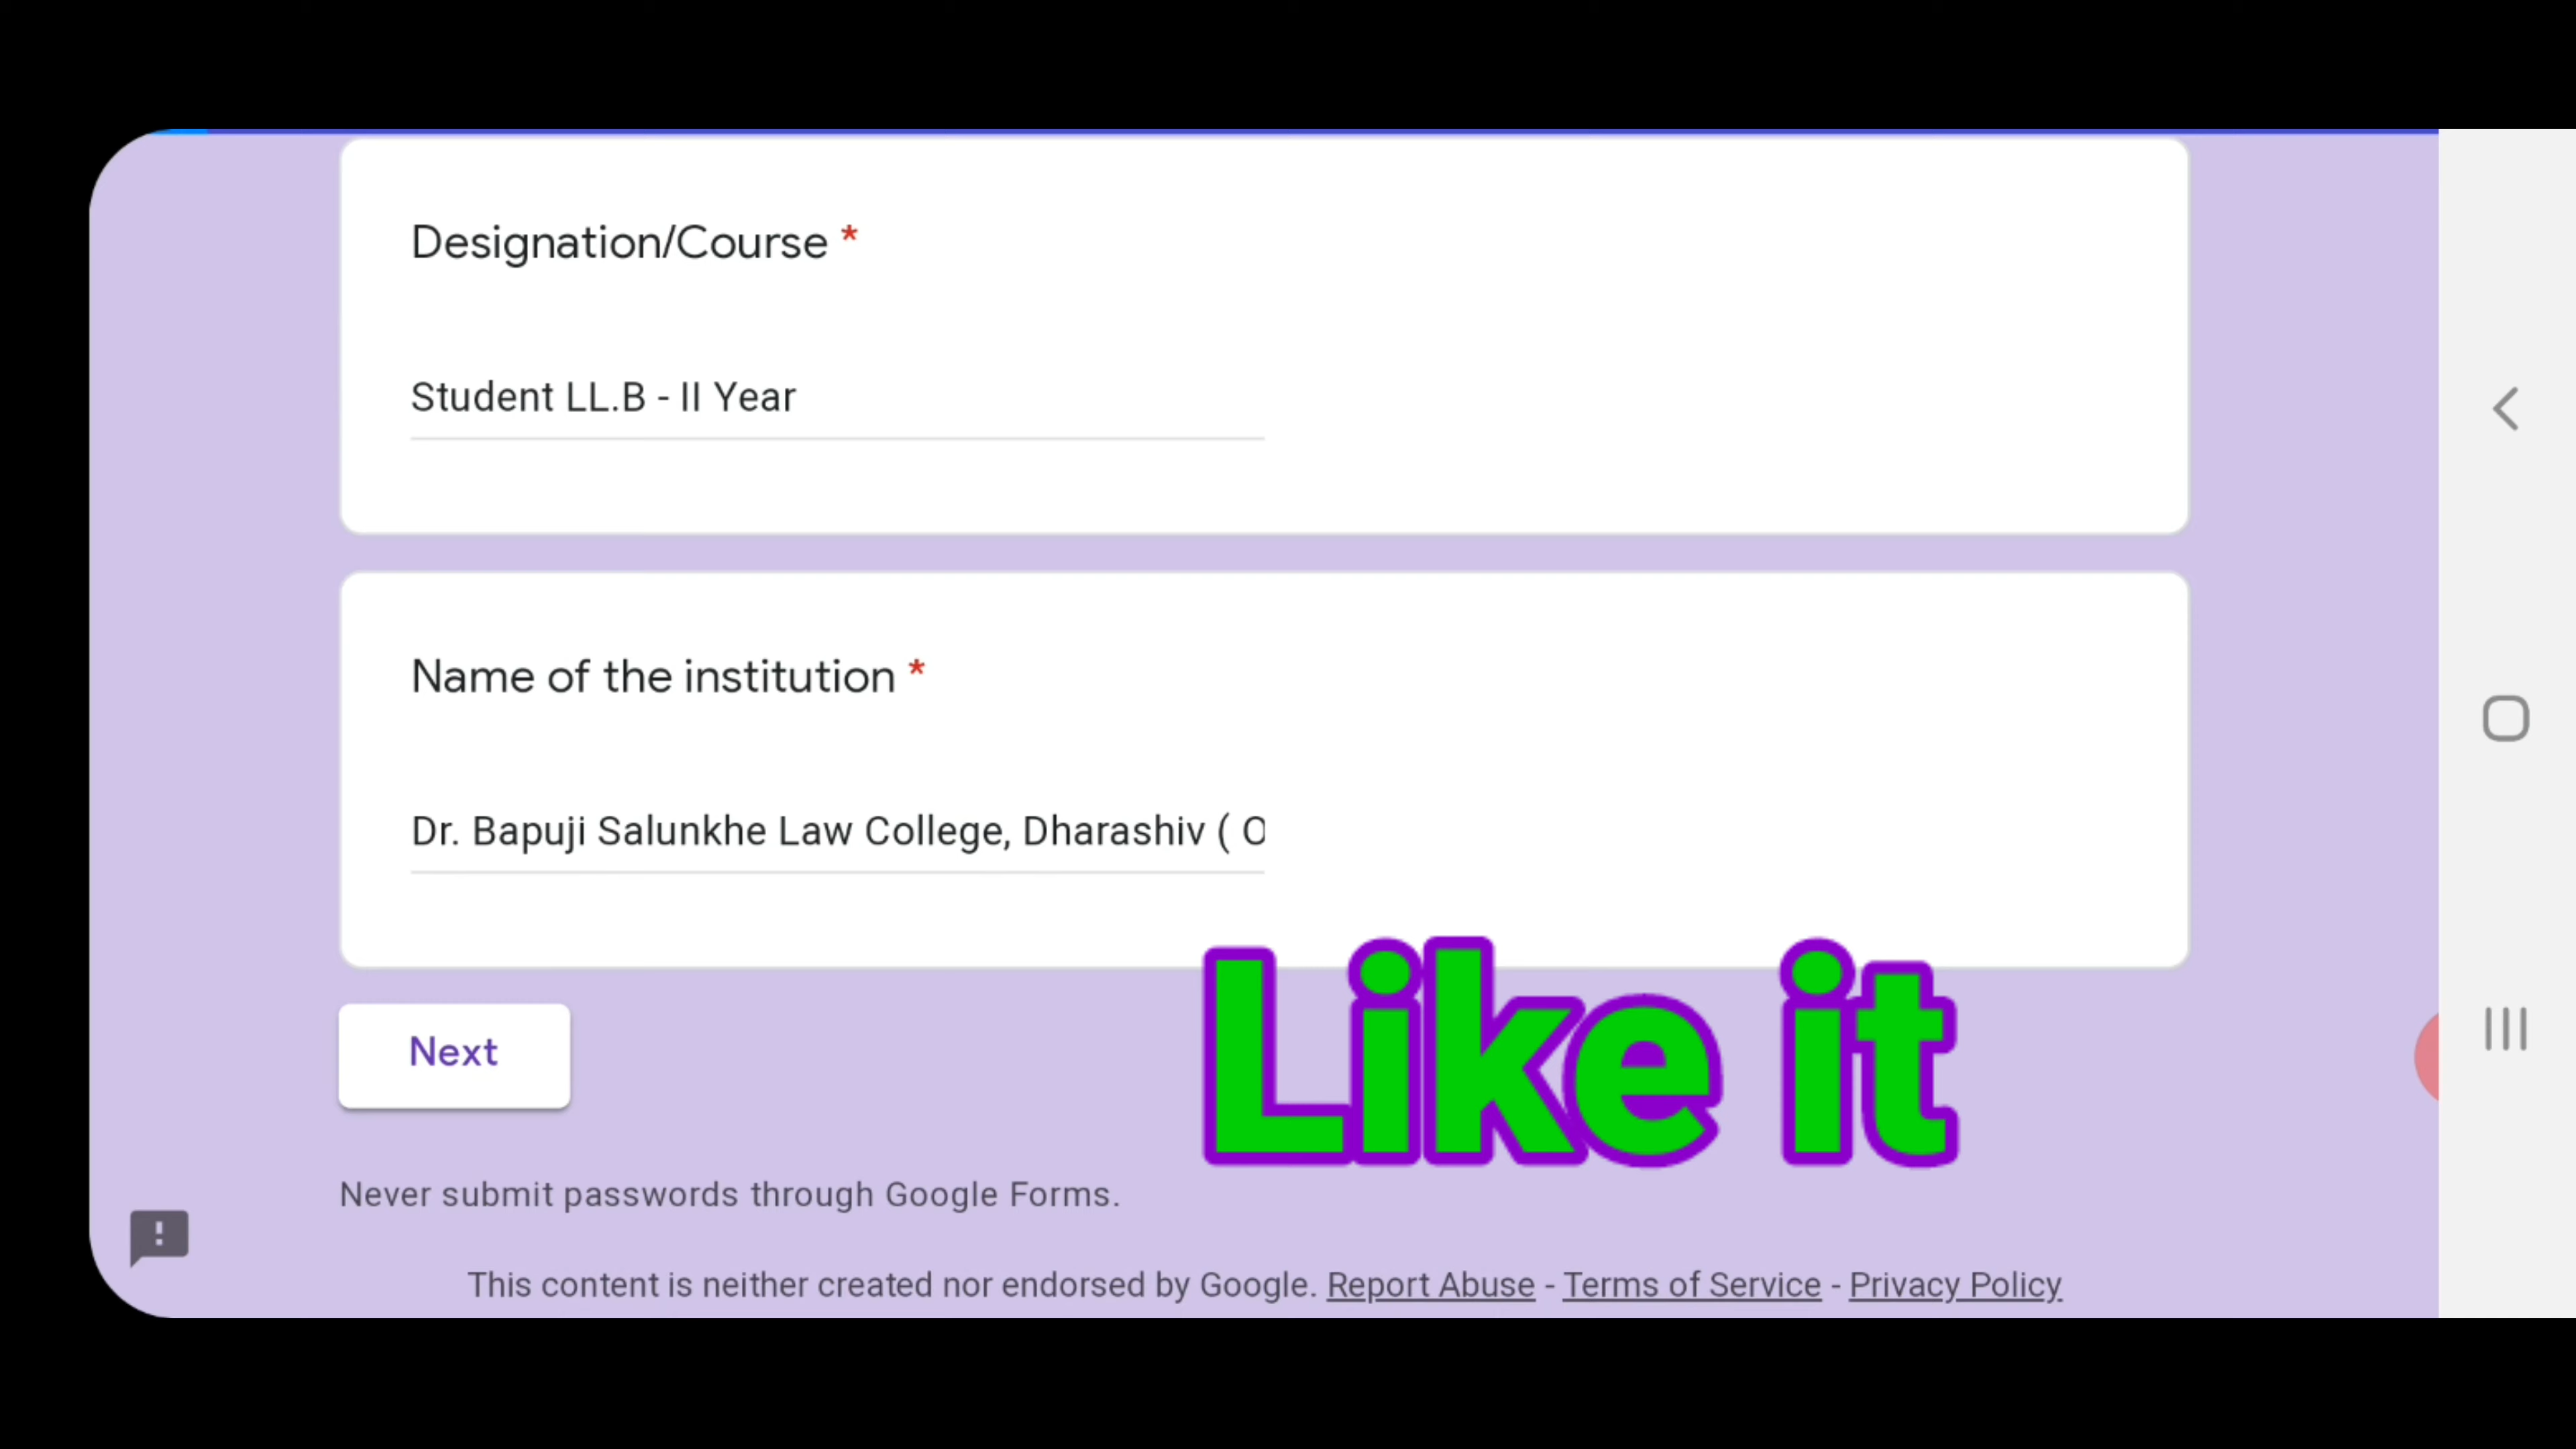 Designation/Course *
Student LL.B - II Year
Name of the institution *
Dr. Bapuji Salunkhe Law College, Dharashiv ( O
Like it
Next
Never submit passwords through Google Forms.
This content is neither created nor endorsed by Google. Report Abuse - Terms of Service - Privacy Policy